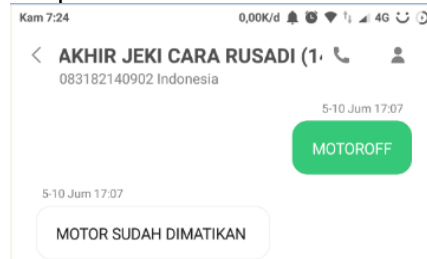 Kam 7:24 0,00K/d 4G
AKHIR JEKI CARA RUSADI (14
083182140902 Indonesia
5-10 Jum 17:07
MOTOROFF
5-10 Jum 17:07
MOTOR SUDAH DIMATIKAN